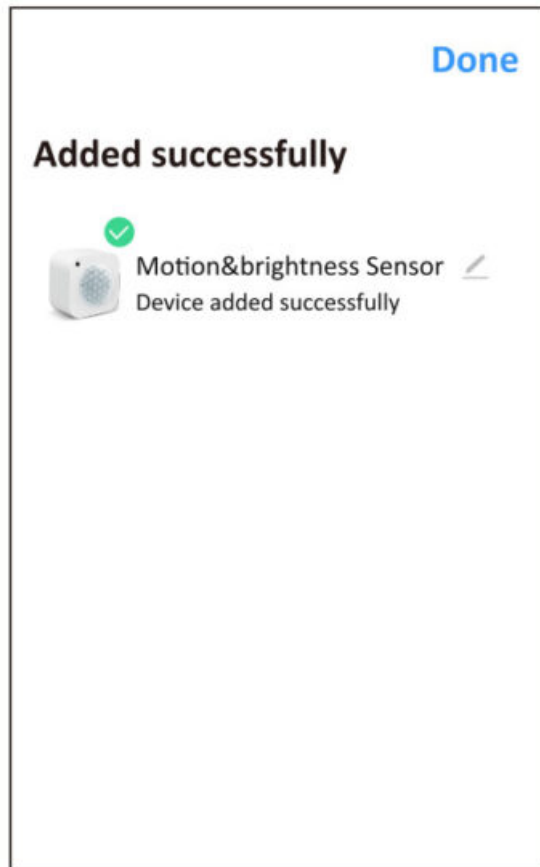 Done
Added successfully
Motion&brightness Sensor
Device added successfully